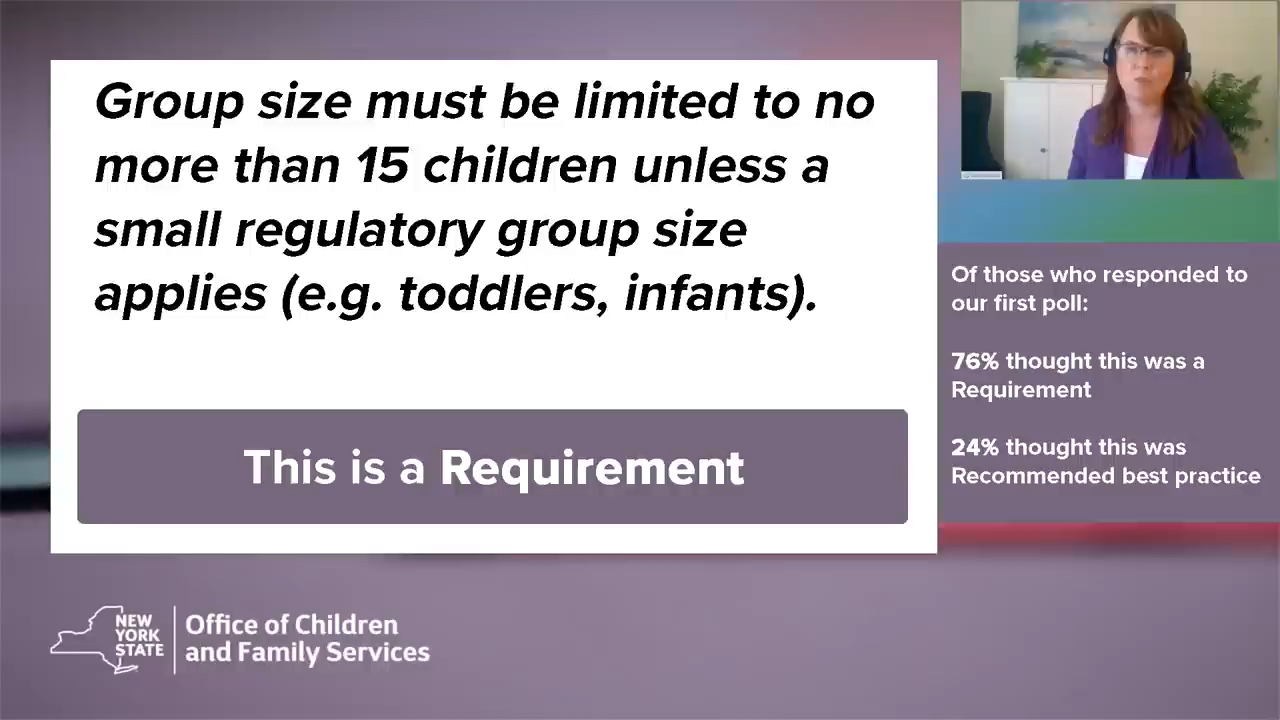 Group size must be limited to no
more than 15 children unless a
small regulatory group size
applies (e.g. toddlers, infants).
This is a Requirement
Of those who responded to
our first poll:
76% thought this was a
Requirement
24% thought this was
Recommended best practice
NEW
YORK
STATE
Office of Children
and Family Services